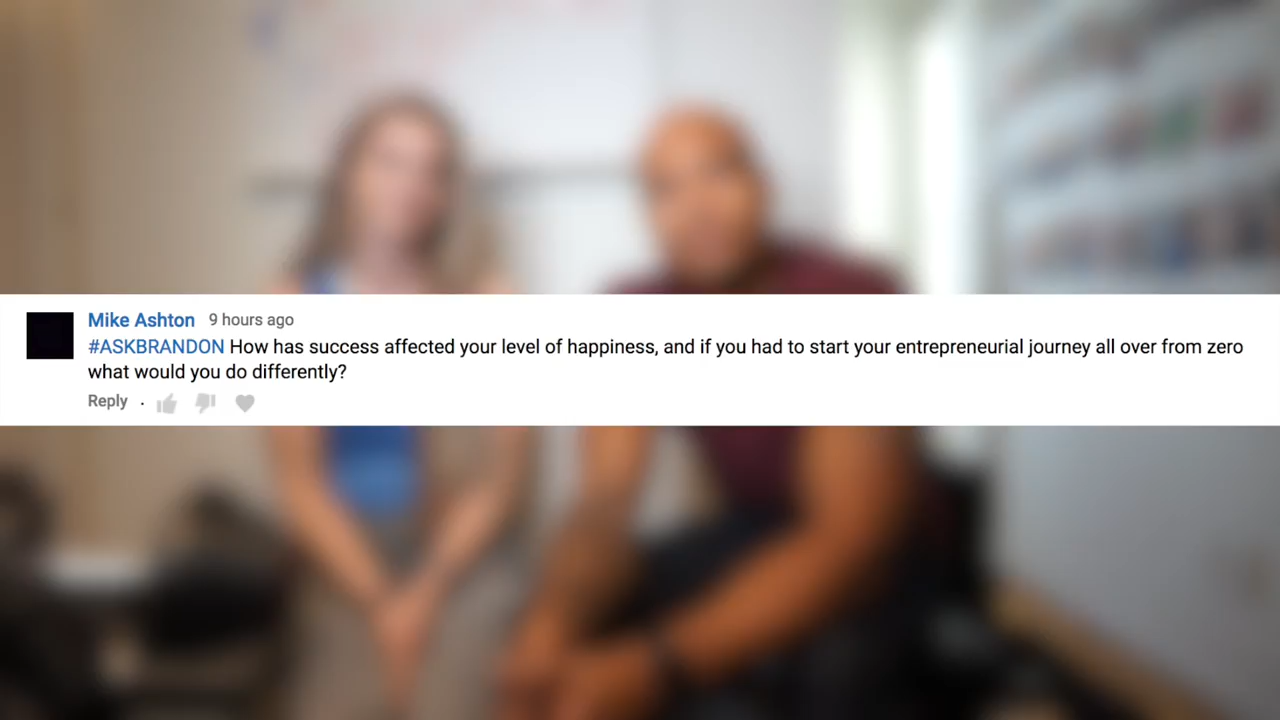 Mike Ashton 9 hours ago
#ASKBRANDON How has success affected your level of happiness, and if you had to start your entrepreneurial journey all over from zero
what would you do differently?
Reply ·